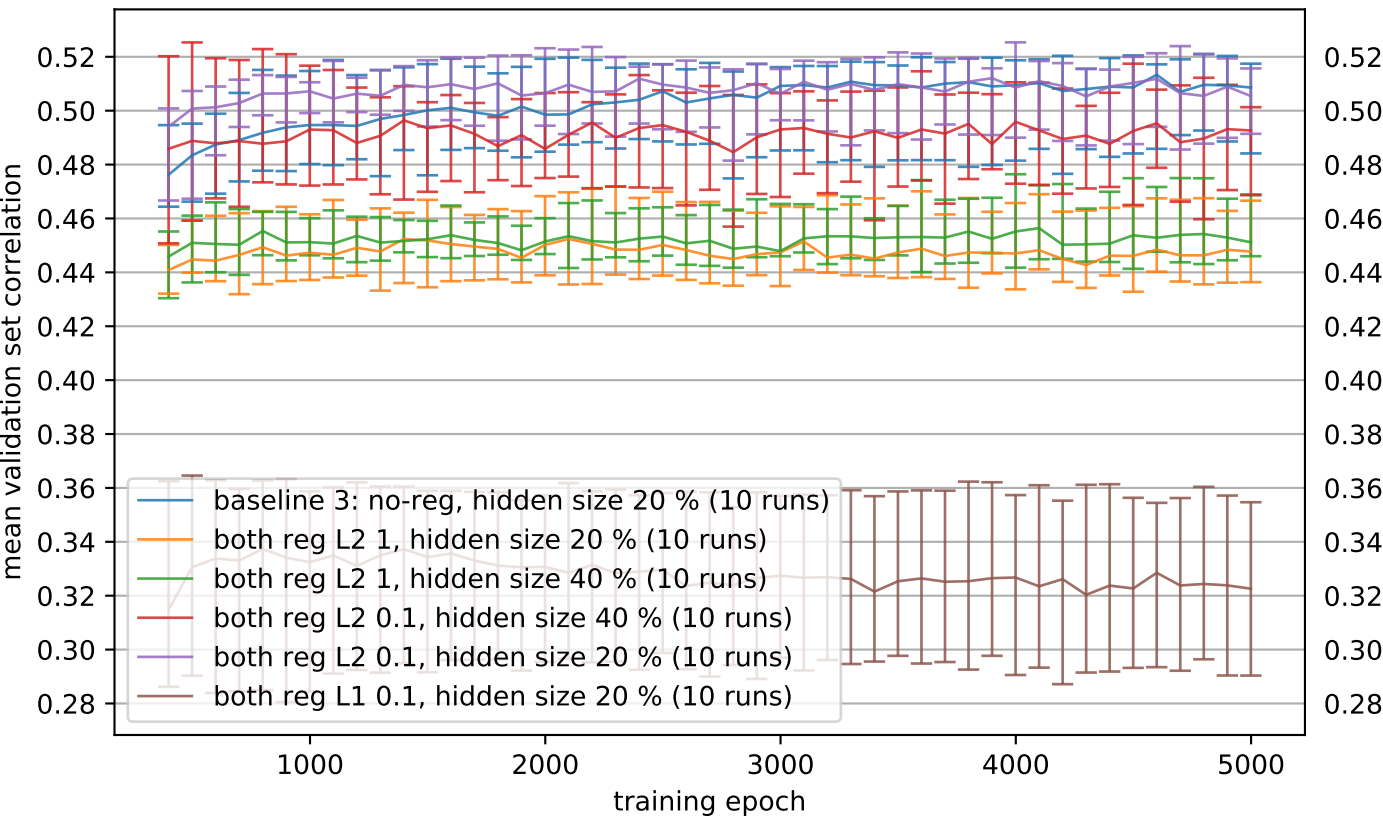 mean validation set correlation
0.52
0.50
0.48
0.46
0.44
0.42
0.40
0.38
0.36
0.34
0.32
0.30
0.28
0.52
0.50
0.48
0.46
0.44
0.42
0.40
0.38
0.36
0.34
0.32
0.30
0.28
baseline 3: no-reg, hidden size 20 % (10 runs)
both reg L2 1, hidden size 20 % (10 runs)
both reg L2 1, hidden size 40 % (10 runs)
both reg L2 0.1, hidden size 40 % (10 runs)
both reg L2 0.1, hidden size 20 % (10 runs)
both reg L1 0.1, hidden size 20 % (10 runs)
1000 2000 3000 4000 5000
training epoch